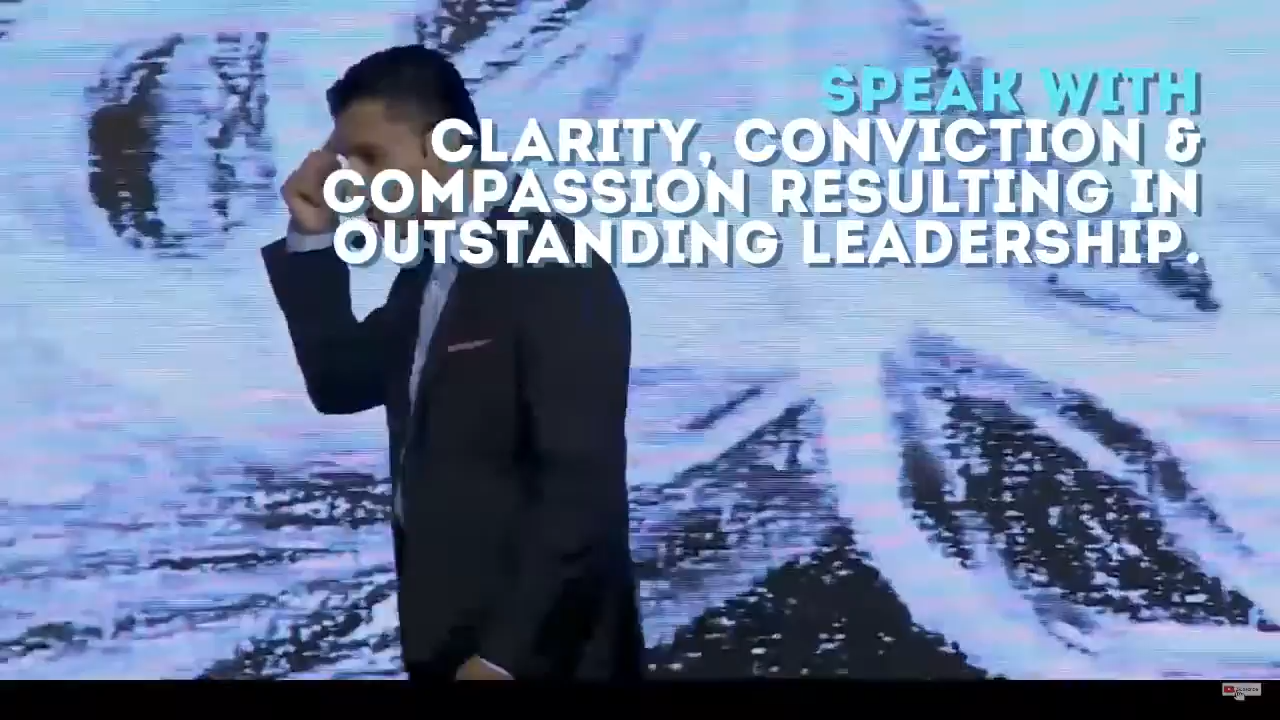 SPEAK WITH
CLARITY, CONVICTION &
COMPASSION RESULTING IN
OUTSTANDING LEADERSHIP.